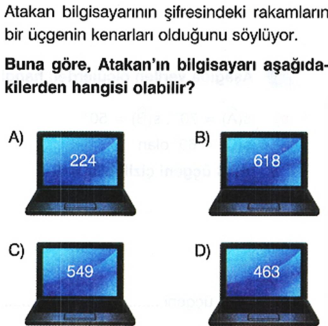 Atakan bilgisayarının şifresindeki rakamların
bir üçgenin kenarları olduğunu söylüyor.
Buna göre, Atakan'ın bilgisayarı aşağıda-
kilerden hangisi olabilir?
A)
224
B)
618
C)
549
D)
463